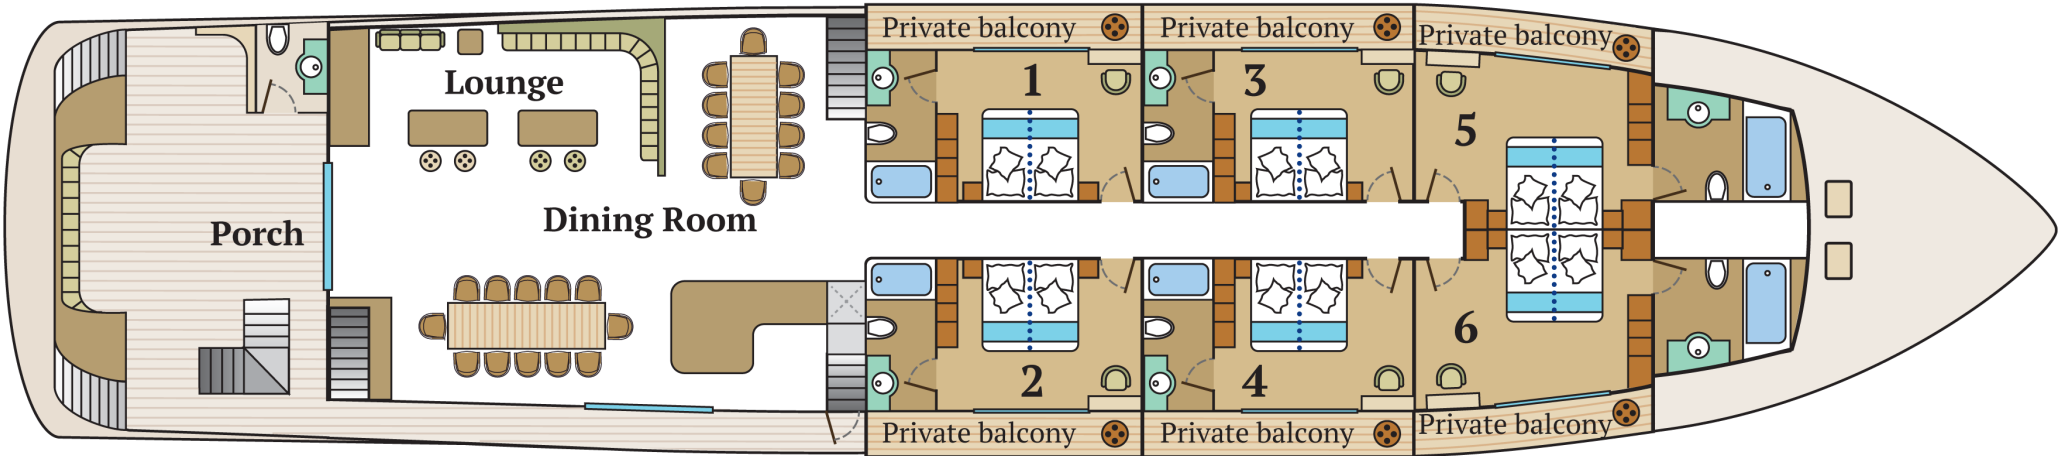 Private balcony
Private balcony
Private balcony
Lounge
1
3
5
Dining Room
Porch
6
2
4
Private balcony
Private balcony
Private balcony